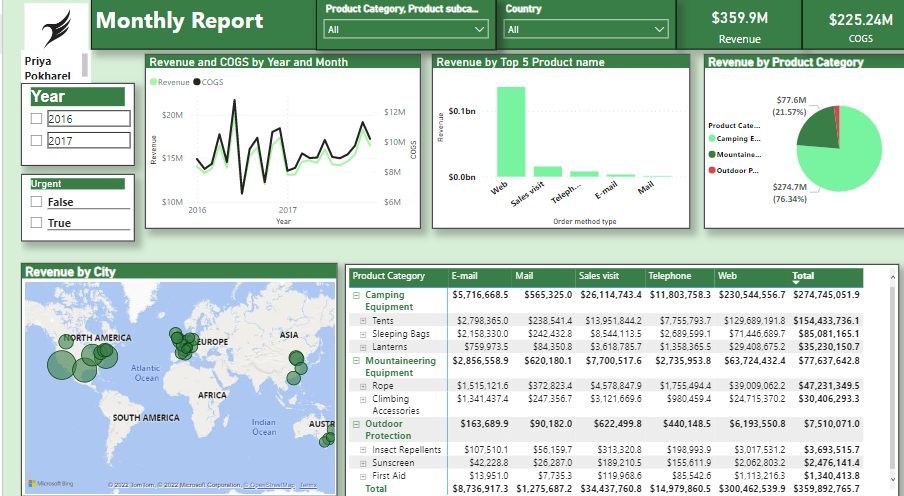 Monthly Report
Product Category, Product subca...
All
Country
All
$359.9M
Revenue
$225.24M
COGS
Priya
Pokharel
Year
2016
2017
Urgent
False
True
Revenue and COGS by Year and Month
Revenue COGS
$20M
$15M
$10M
Revenue
$12M
$10M
$8M
$6M
COGS
2016
2017
Year
Revenue by Top 5 Product name
$0.1bn
$0.0bn
Revenue
Web
Sales visit
Teleph...
E-mail
Mail
Order method type
Revenue by Product Category
Product Cate...
Camping E...
Mountaine...
Outdoor P...
$77.6M
(21.57%)
$274.7M
(76.34%)
Revenue by City
NORTH AMERICA
EUROPE
ASIA
Atlantic
Ocean
AFRICA
SOUTH AMERICA
Indian
Ocean
AUSTR
Microsoft Bing
© 2022 TomTom, © 2022 Microsoft Corporation, © OpenStreetMap Terms
Product Category E-mail Mail Sales visit Telephone Web Total
Camping
Equipment $5,716,668.5 $565,325.0 $26,114,743.4 $11,803,758.3 $230,544,556.7 $274,745,051.9
Tents $2,798,365.0 $238,541.4 $13,951,844.2 $7,755,793.7 $129,689,191.8 $154,433,736.1
Sleeping Bags $2,158,330.0 $242,432.8 $8,544,113.5 $2,689,599.1 $71,446,689.7 $85,081,165.1
Lanterns $759,973.5 $84,350.8 $3,618,785.7 $1,358,365.5 $29,408,675.2 $35,230,150.7
Mountaineering
Equipment $2,856,558.9 $620,180.1 $7,700,517.6 $2,735,953.8 $63,724,432.4 $77,637,642.8
Rope $1,515,121.6 $372,823.4 $4,578,847.9 $1,755,494.4 $39,009,062.2 $47,231,349.5
Climbing
Accessories $1,341,437.4 $247,356.7 $3,121,669.6 $980,459.4 $24,715,370.2 $30,406,293.3
Outdoor
Protection $163,689.9 $90,182.0 $622,499.8 $440,148.5 $6,193,550.8 $7,510,071.0
Insect Repellents $107,510.1 $56,159.7 $313,320.8 $198,993.9 $3,017,531.2 $3,693,515.7
Sunscreen $42,228.8 $26,287.0 $189,210.5 $155,611.9 $2,062,803.2 $2,476,141.4
First Aid $13,951.0 $7,735.3 $119,968.6 $85,542.6 $1,113,216.3 $1,340,413.8
Total $8,736,917.3 $1,275,687.2 $34,437,760.8 $14,979,860.5 $300,462,539.9 $359,892,765.7